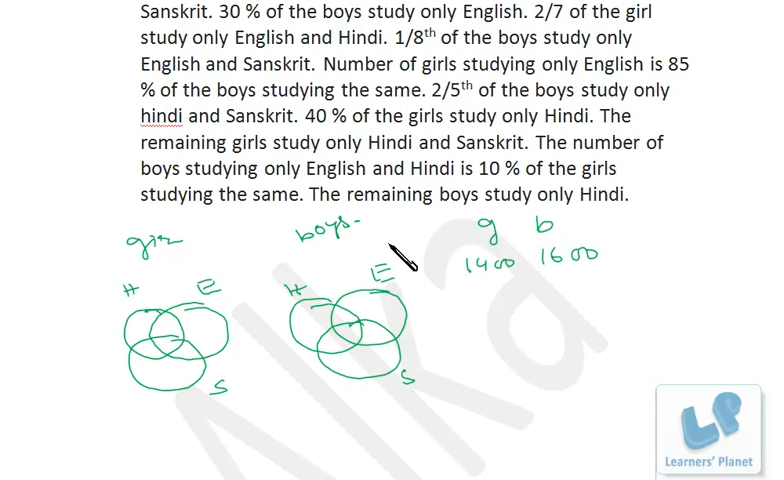 Sanskrit. 30 % of the boys study only English. 2/7 of the girl
study only English and Hindi. 1/8th of the boys study only
English and Sanskrit. Number of girls studying only English is 85
% of the boys studying the same. 2/5th of the boys study only
hindi and Sanskrit. 40 % of the girls study only Hindi. The
remaining girls study only Hindi and Sanskrit. The number of
boys studying only English and Hindi is 10 % of the girls
studying the same. The remaining boys study only Hindi.
boys
g b
1400 1600
H E
H E
S
S
Alka
LP
Learners' Planet